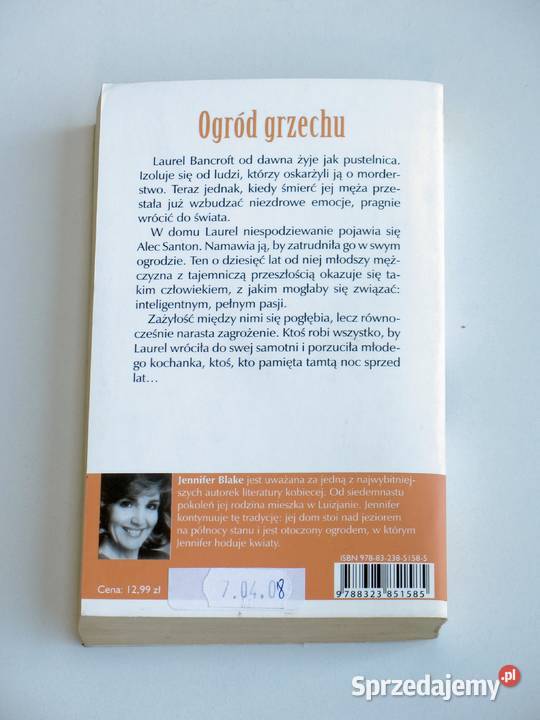 Ogród grzechu
Laurel Bancroft od dawna żyje jak pustelnica.
Izoluje się od ludzi, którzy oskarżyli ją o morder-
stwo. Teraz jednak, kiedy śmierć jej męża prze-
stała już wzbudzać niezdrowe emocje, pragnie
wrócić do świata.
W domu Laurel niespodziewanie pojawia się
Alec Santon. Namawia ją, by zatrudniła go w swym
ogrodzie. Ten o dziesięć lat od niej młodszy męż-
czyzna z tajemniczą przeszłością okazuje się ta-
kim człowiekiem, z jakim mogłaby się związać:
inteligentnym, pełnym pasji.
Zażyłość między nimi się pogłębia, lecz równo-
cześnie narasta zagrożenie. Ktoś robi wszystko, by
Laurel wróciła do swej samotni i porzuciła młode-
go kochanka, ktoś, kto pamięta tamtą noc sprzed
lat...
Jennifer Blake jest uważana za jedną z najwybitniej-
szych autorek literatury kobiecej. Od siedemnastu
pokoleń jej rodzina mieszka w Luizjanie. Jennifer
kontynuuje tę tradycję: jej dom stoi nad jeziorem
na północy stanu i jest otoczony ogrodem, w którym
Jennifer hoduje kwiaty.
ISBN 978-83-238-5158-5
9788323851585
Cena: 12,99 zł
7.04.08
Sprzedajemy.pl